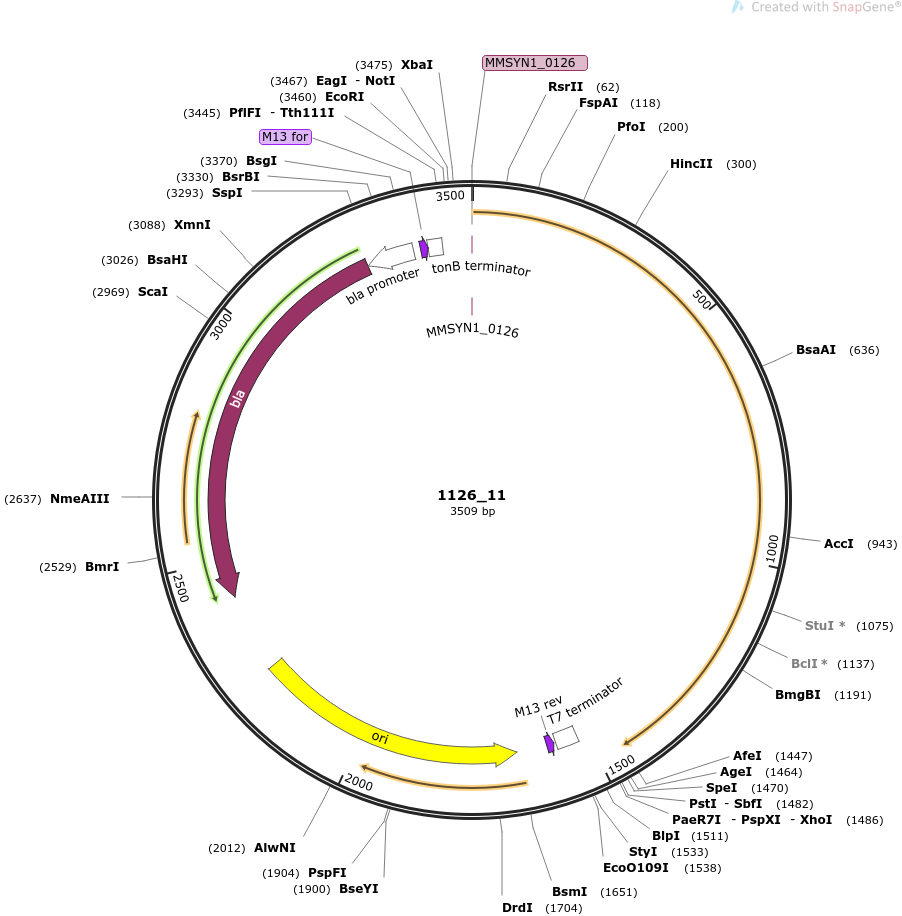 Created with SnapGene®
(3475) XbaI
MMSYN1_0126
(3467) EagI - NotI
RsrII (62)
(3460) EcoRI
FspAI (118)
(3445) PflFI - Tth111I
PfoI (200)
M13 for
(3370) BsgI
HincII (300)
(3330) BsrBI
(3293) SspI
3500
(3088) XmnI
(3026) BsaHI
tonB terminator
bla promoter
(2969) ScaI
500
3000
MMSYN1_0126
BsaAI (636)
bla
(2637) NmeAIII
1126_11
3509 bp
AccI (943)
1000
(2529) BmrI
2500
StuI * (1075)
BclI * (1137)
BmgBI (1191)
M13 rev
T7 terminator
ori
1500
2000
AfeI (1447)
AgeI (1464)
SpeI (1470)
PstI - SbfI (1482)
PaeR7I - PspXI - XhoI (1486)
BlpI (1511)
(2012) AlwNI
StyI (1533)
EcoO109I (1538)
(1904) PspFI
(1900) BseYI
BsmI (1651)
DrdI (1704)